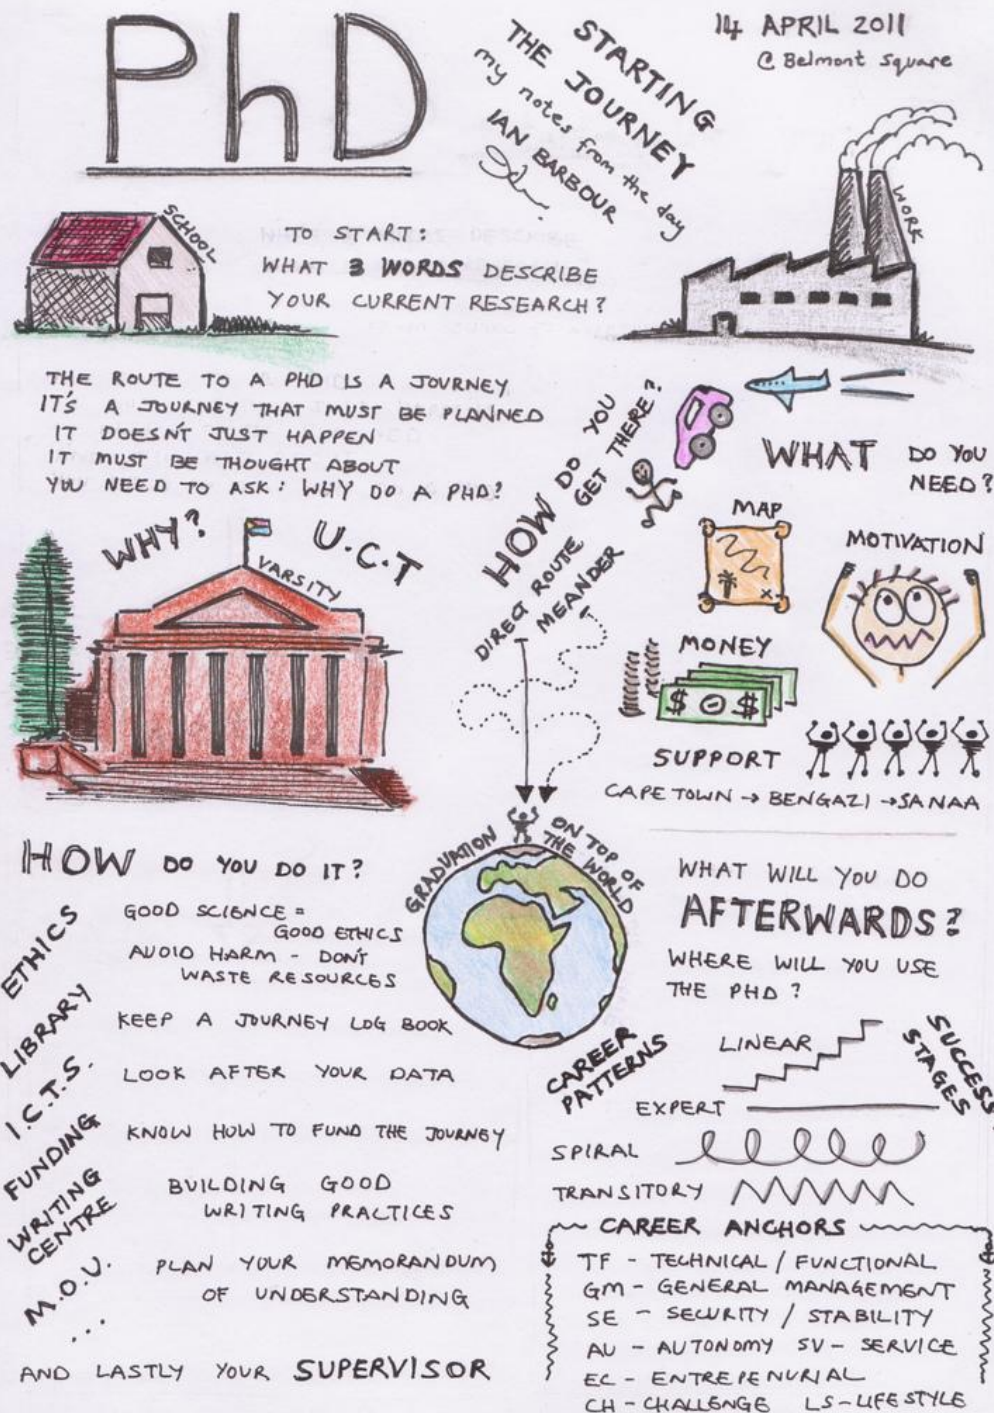 PhD
STARTING
THE JOURNEY
my notes from the day
IAN BARBOUR
14 APRIL 2011
@ Belmont Square
SCHOOL
TO START:
WHAT 3 WORDS DESCRIBE
YOUR CURRENT RESEARCH?
WORK
THE ROUTE TO A PHD IS A JOURNEY
IT'S A JOURNEY THAT MUST BE PLANNED
IT DOESN'T JUST HAPPEN
IT MUST BE THOUGHT ABOUT
YOU NEED TO ASK: WHY DO A PHD?
WHY?
U.C.T
VARSITY
HOW DO YOU
GET THERE?
DIRECT ROUTE
MEANDER
WHAT DO YOU
NEED?
MAP
MOTIVATION
MONEY
$ 0 $
SUPPORT
CAPE TOWN → BENGAZI → SANAA
GRADUATION
ON TOP OF
THE WORLD
HOW DO YOU DO IT?
ETHICS
GOOD SCIENCE =
GOOD ETHICS
AVOID HARM - DON'T
WASTE RESOURCES
LIBRARY
KEEP A JOURNEY LOG BOOK
I.C.T.S.
LOOK AFTER YOUR DATA
FUNDING
KNOW HOW TO FUND THE JOURNEY
WRITING
CENTRE
BUILDING GOOD
WRITING PRACTICES
M.O.U.
PLAN YOUR MEMORANDUM
OF UNDERSTANDING
...
AND LASTLY YOUR SUPERVISOR
WHAT WILL YOU DO
AFTERWARDS?
WHERE WILL YOU USE
THE PHD?
CAREER
PATTERNS
LINEAR
SUCCESS
STAGES
EXPERT
SPIRAL
TRANSITORY
CAREER ANCHORS
TF - TECHNICAL / FUNCTIONAL
GM - GENERAL MANAGEMENT
SE - SECURITY / STABILITY
AU - AUTONOMY SV - SERVICE
EC - ENTREPENURIAL
CH - CHALLENGE LS - LIFESTYLE